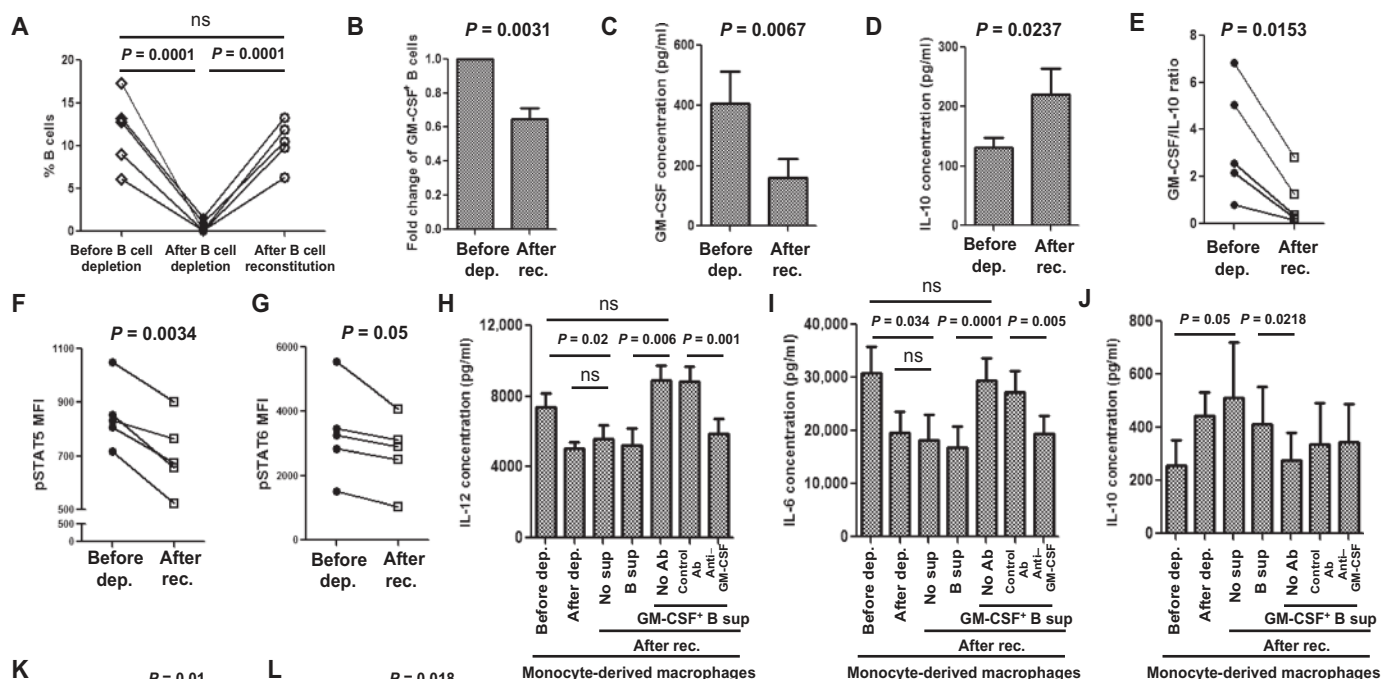 A
ns
P = 0.0001 P = 0.0001
% B cells
20
15
10
5
0
Before B cell depletion
After B cell depletion
After B cell reconstitution
B
P = 0.0031
Fold change of GM-CSF+ B cells
1.0
0.8
0.6
0.4
0.2
0.0
Before dep.
After rec.
C
P = 0.0067
GM-CSF concentration (pg/ml)
600
400
200
0
Before dep.
After rec.
D
P = 0.0237
IL-10 concentration (pg/ml)
300
200
100
0
Before dep.
After rec.
E
P = 0.0153
GM-CSF/IL-10 ratio
8
6
4
2
0
Before dep.
After rec.
F
P = 0.0034
pSTAT5 MFI
1100
900
700
500
500
0
Before dep.
After rec.
G
P = 0.05
pSTAT6 MFI
6000
4000
2000
0
Before dep.
After rec.
H
ns
P = 0.02 P = 0.006 P = 0.001
ns
IL-12 concentration (pg/ml)
12,000
8000
4000
0
Before dep.
After dep.
No sup
B sup
No Ab
Control Ab
Anti–GM-CSF
GM-CSF+ B sup
After rec.
Monocyte-derived macrophages
I
ns
P = 0.034 P = 0.0001 P = 0.005
ns
IL-6 concentration (pg/ml)
40,000
30,000
20,000
10,000
0
Before dep.
After dep.
No sup
B sup
No Ab
Control Ab
Anti–GM-CSF
GM-CSF+ B sup
After rec.
Monocyte-derived macrophages
J
P = 0.05 P = 0.0218
IL-10 concentration (pg/ml)
800
600
400
200
0
Before dep.
After dep.
No sup
B sup
No Ab
Control Ab
Anti–GM-CSF
GM-CSF+ B sup
After rec.
Monocyte-derived macrophages
K
P = 0.01
L
P = 0.018